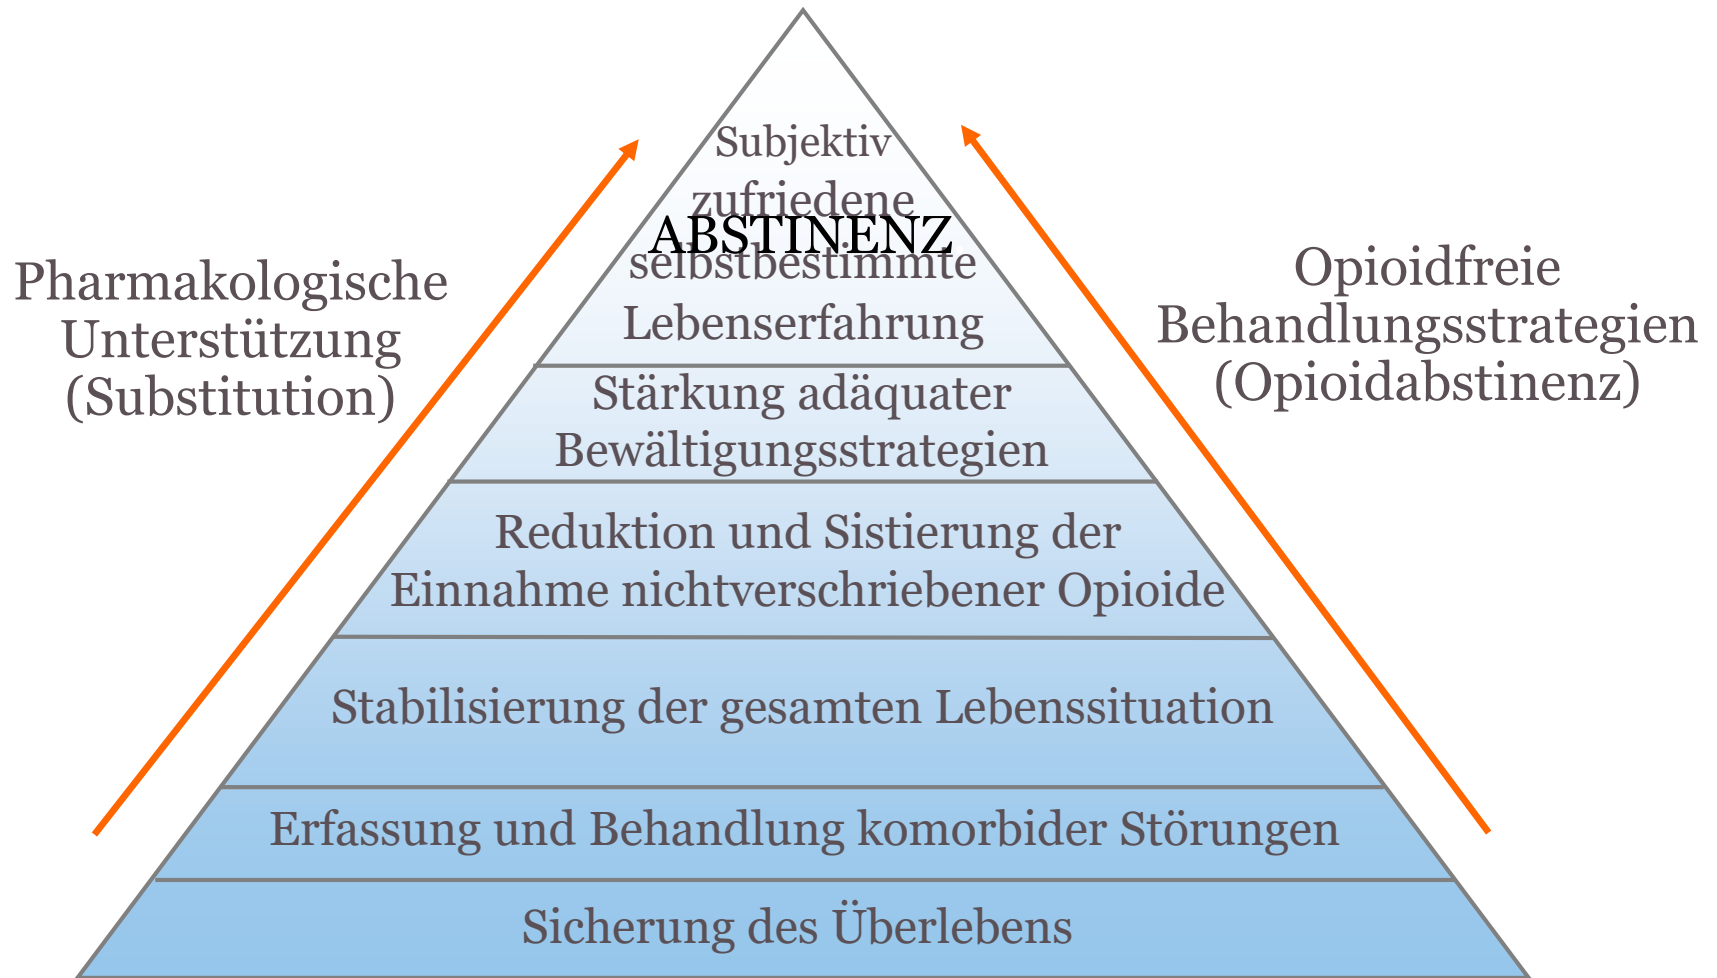 Subjektiv
zufriedene
ABSTINENZ
selbstbestimmte
Lebenserfahrung
Pharmakologische
Unterstützung
(Substitution)
Opioidfreie
Behandlungsstrategien
(Opioidabstinenz)
Stärkung adäquater
Bewältigungsstrategien
Reduktion und Sistierung der
Einnahme nichtverschriebener Opioide
Stabilisierung der gesamten Lebenssituation
Erfassung und Behandlung komorbider Störungen
Sicherung des Überlebens